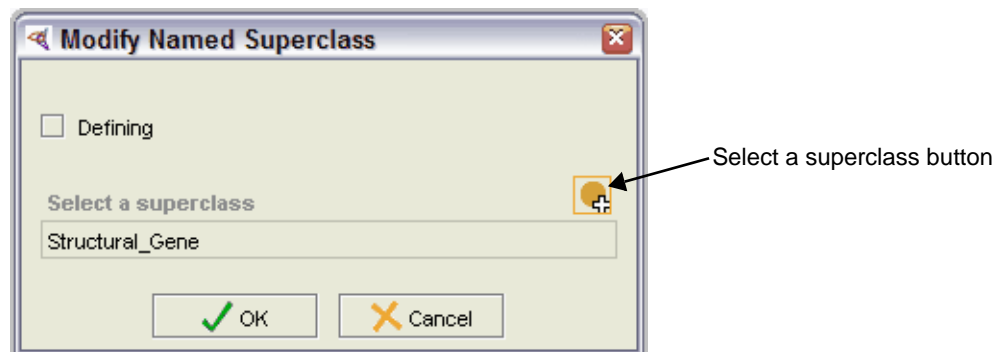 Modify Named Superclass
Defining
Select a superclass button
Select a superclass
Structural_Gene
OK
Cancel